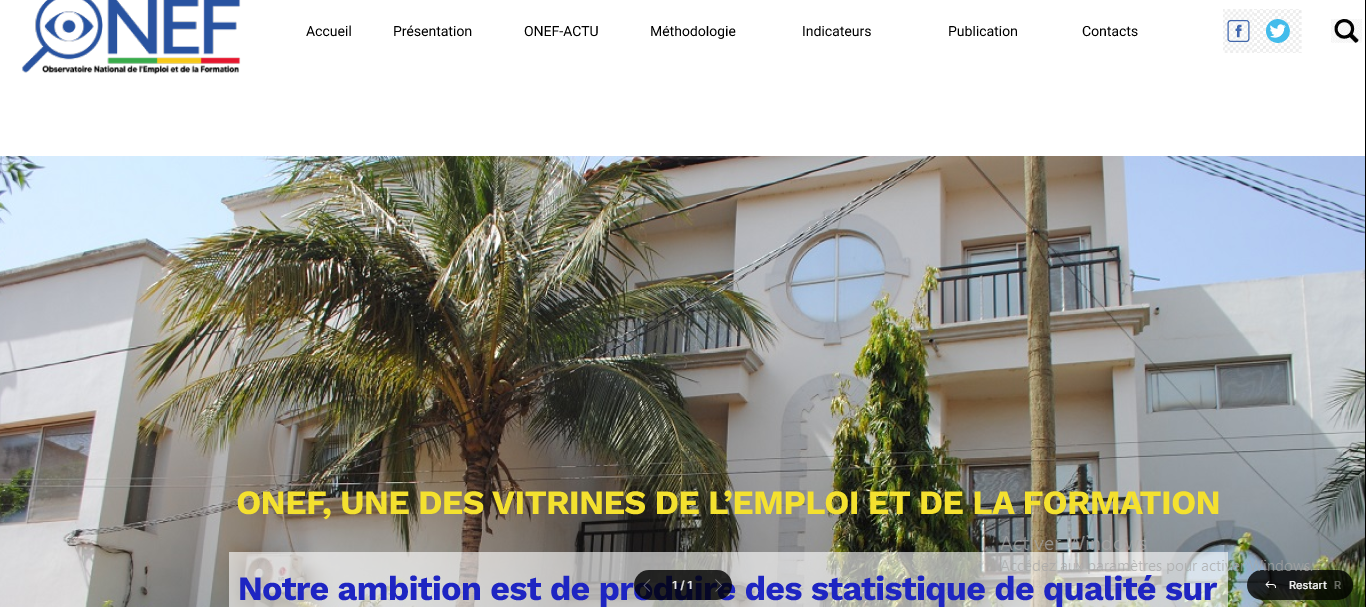 ONEF
Observatoire National de l'Emploi et de la Formation
Accueil Présentation ONEF-ACTU Méthodologie Indicateurs Publication Contacts
ONEF, UNE DES VITRINES DE L'EMPLOI ET DE LA FORMATION
Activer Windows
Accédez aux paramètres pour activer Windows.
Notre ambition est de produire des statistique de qualité sur
1 / 1
Restart R